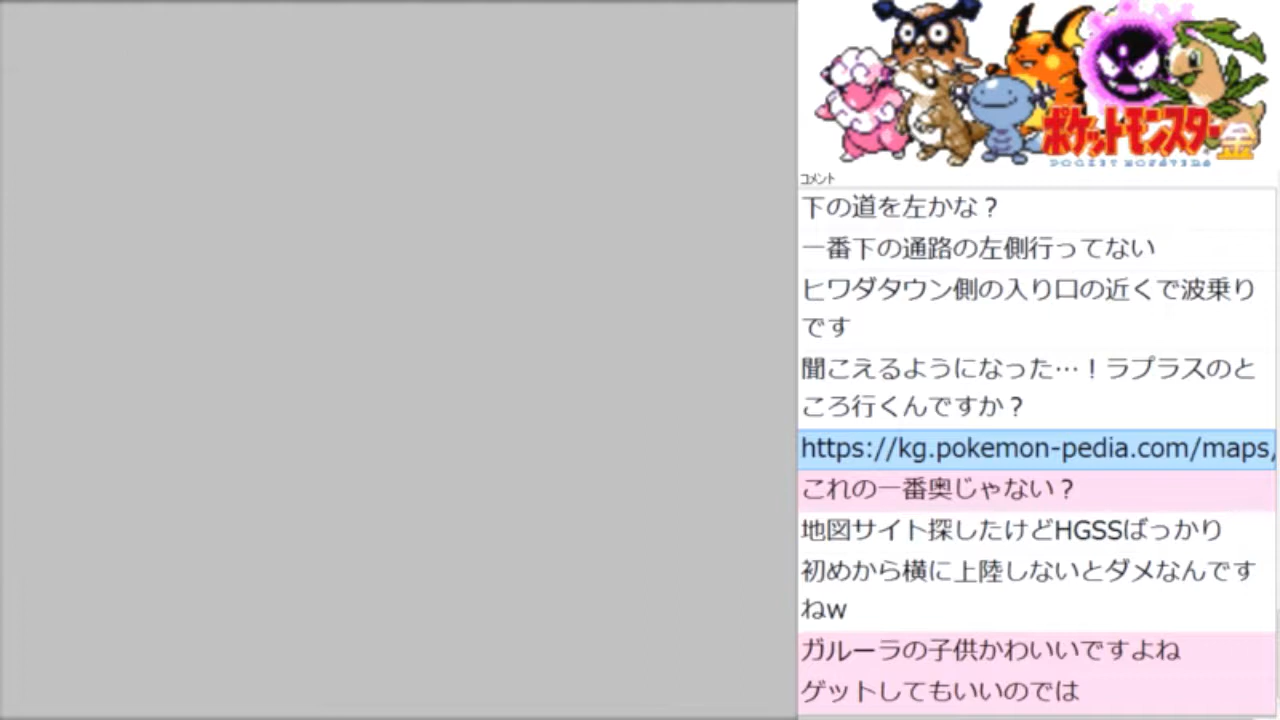 ポケットモンスター金
POCKET MONSTERS
コメント
下の道を左かな？
一番下の通路の左側行ってない
ヒワダタウン側の入り口の近くで波乗り
です
聞こえるようになった…！ラプラスのと
ころ行くんですか？
https://kg.pokemon-pedia.com/maps/
これの一番奥じゃない？
地図サイト探したけどHGSSばっかり
初めから横に上陸しないとダメなんです
ねw
ガルーラの子供かわいいですよね
ゲットしてもいいのでは